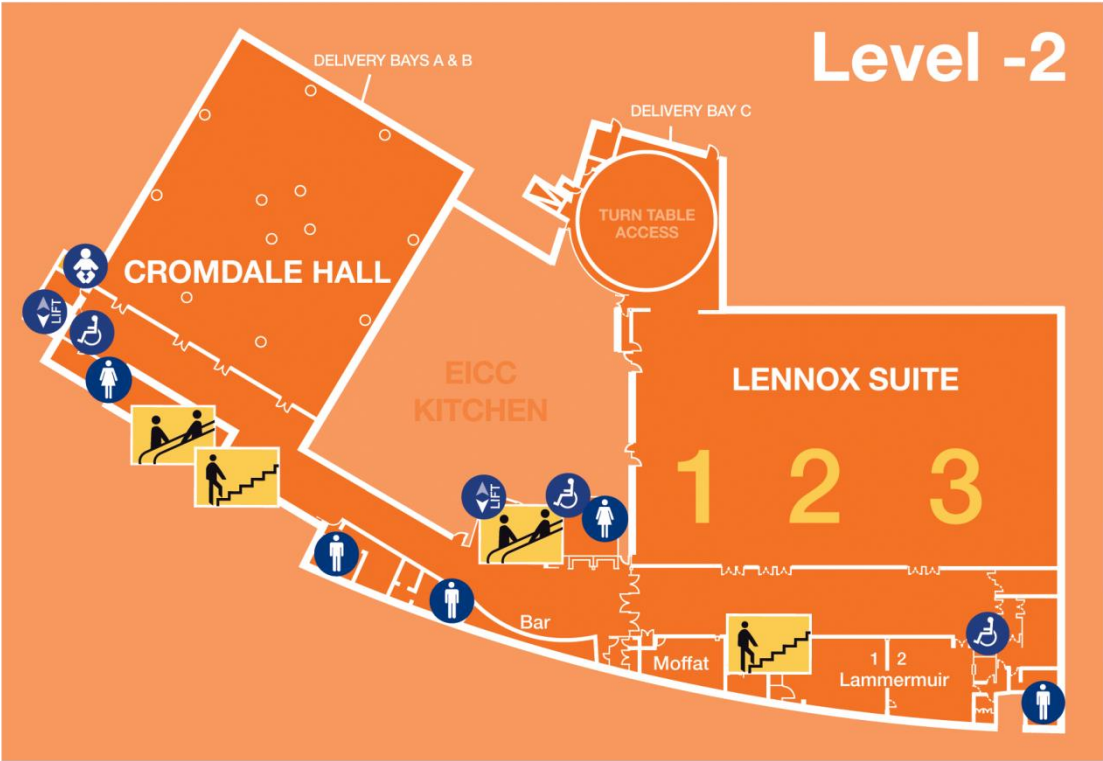 Level -2
DELIVERY BAYS A & B
DELIVERY BAY C
TURN TABLE
ACCESS
CROMDALE HALL
LIFT
EICC
KITCHEN
LENNOX SUITE
1 2 3
LIFT
Bar
Moffat
1 2
Lammermuir